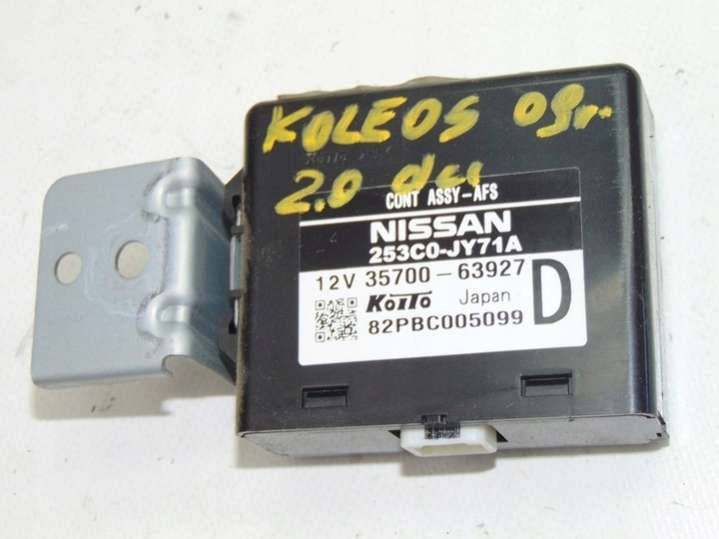 KOLEOS 09r.
2.0 dci
CONT ASSY-AFS
NISSAN
253C0-JY71A
12V 35700-63927
KOITO Japan D
82PBC005099